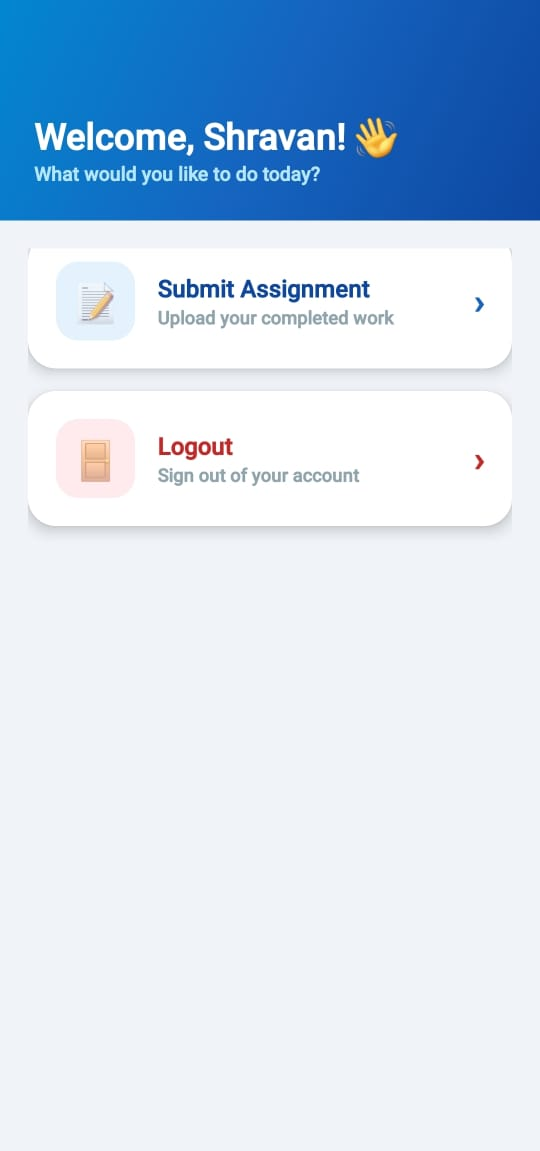 Welcome, Shravan! 👋
What would you like to do today?
Submit Assignment
Upload your completed work
›
Logout
Sign out of your account
›